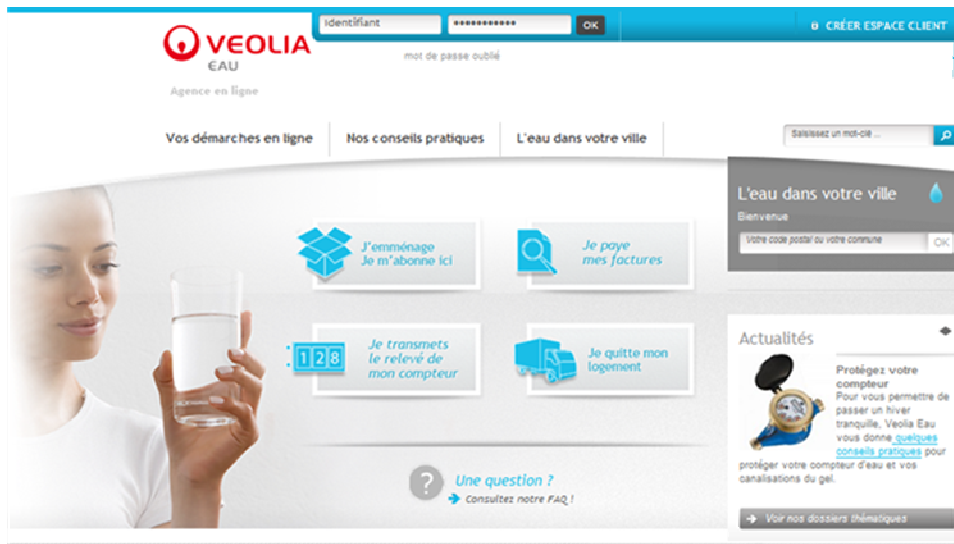 Identifiant
OK
CRÉER ESPACE CLIENT
VEOLIA
EAU
mot de passe oublié
Agence en ligne
Vos démarches en ligne
Nos conseils pratiques
L'eau dans votre ville
Saisissez un mot-clé ...
L'eau dans votre ville
Bienvenue
Votre code postal ou votre commune
OK
J'emménage
Je m'abonne ici
Je paye
mes factures
128
Je transmets
le relevé de
mon compteur
Je quitte mon
logement
Une question ?
Consultez notre FAQ !
Actualités
Protégez votre
compteur
Pour vous permettre de
passer un hiver
tranquille, Veolia Eau
vous donne quelques
conseils pratiques pour
protéger votre compteur d'eau et vos
canalisations du gel.
Voir nos dossiers thématiques